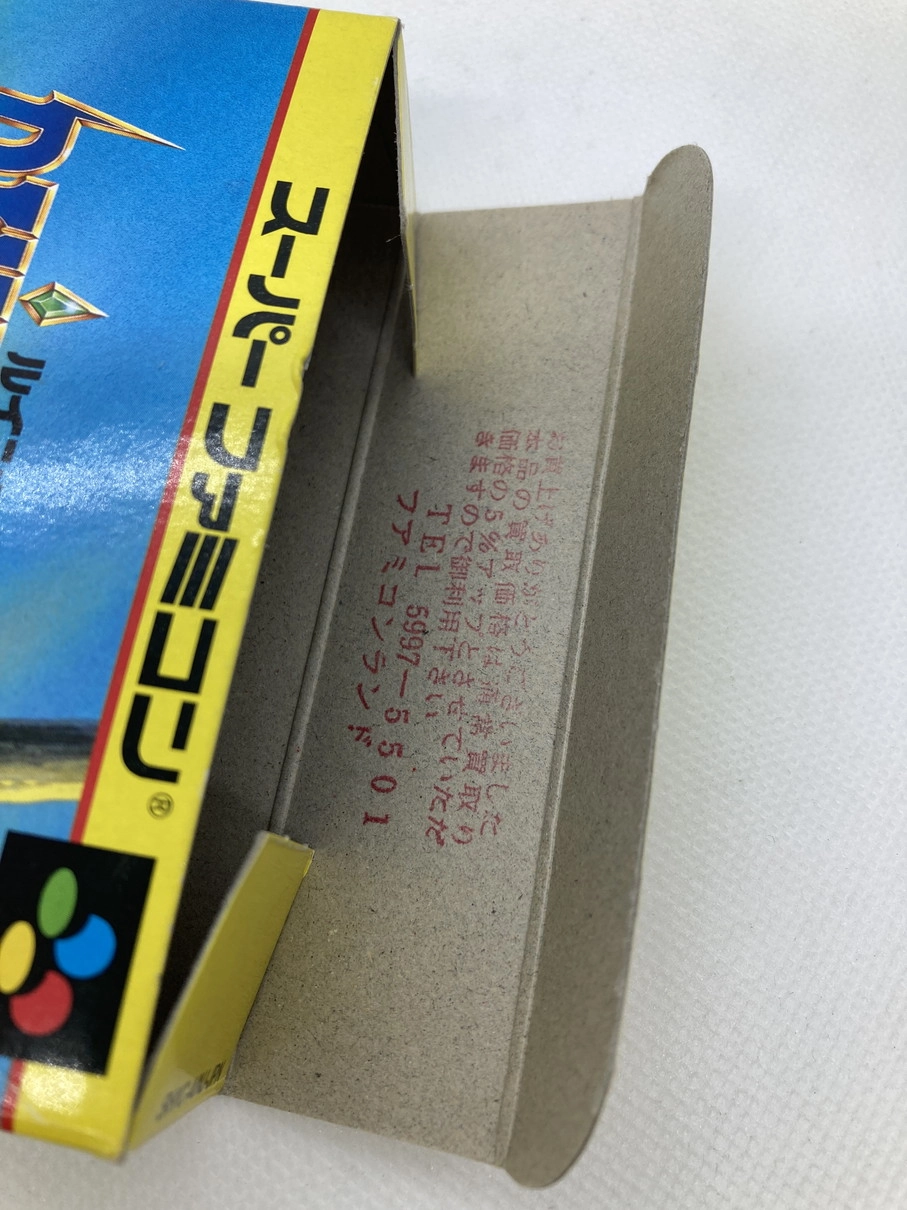 スーパーファミコン®
お買上げありがとうございました
本品の買取価格は通常買取り
価格の5%アップとさせていただ
きますので御利用下さい
TEL 5997-5501
ファミコンランド